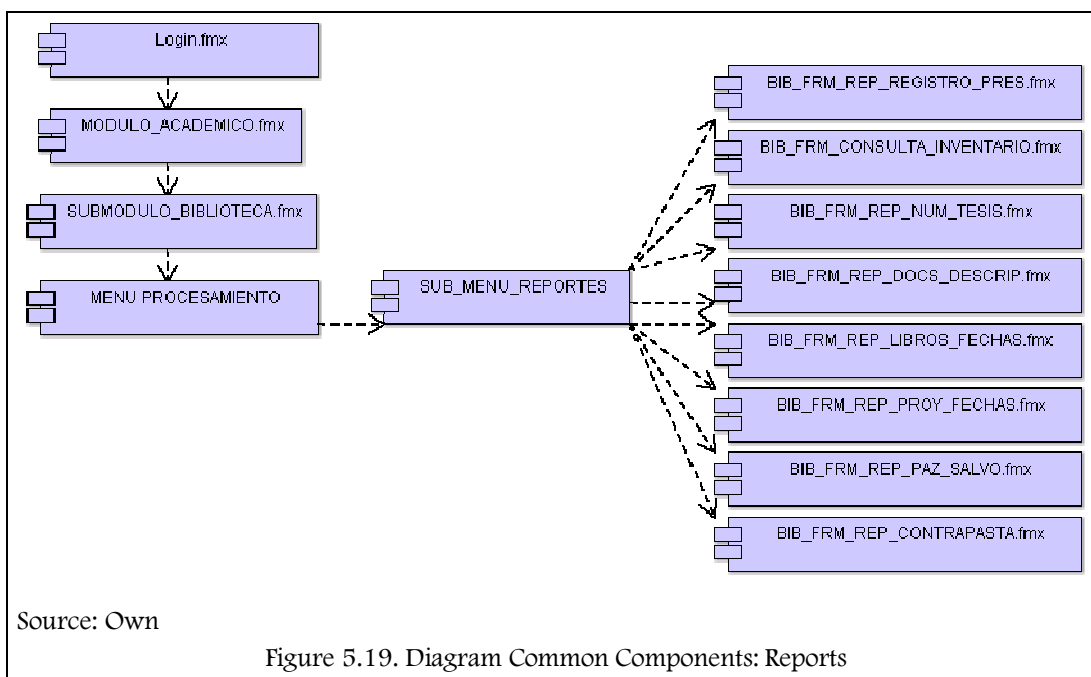 Login.fmx
MODULO_ACADEMICO.fmx
SUBMODULO_BIBLIOTECA.fmx
MENU PROCESAMIENTO
SUB_MENU_REPORTES
BIB_FRM_REP_REGISTRO_PRES.fmx
BIB_FRM_CONSULTA_INVENTARIO.fmx
BIB_FRM_REP_NUM_TESIS.fmx
BIB_FRM_REP_DOCS_DESCRIP.fmx
BIB_FRM_REP_LIBROS_FECHAS.fmx
BIB_FRM_REP_PROY_FECHAS.fmx
BIB_FRM_REP_PAZ_SALVO.fmx
BIB_FRM_REP_CONTRAPASTA.fmx
Source: Own
Figure 5.19. Diagram Common Components: Reports